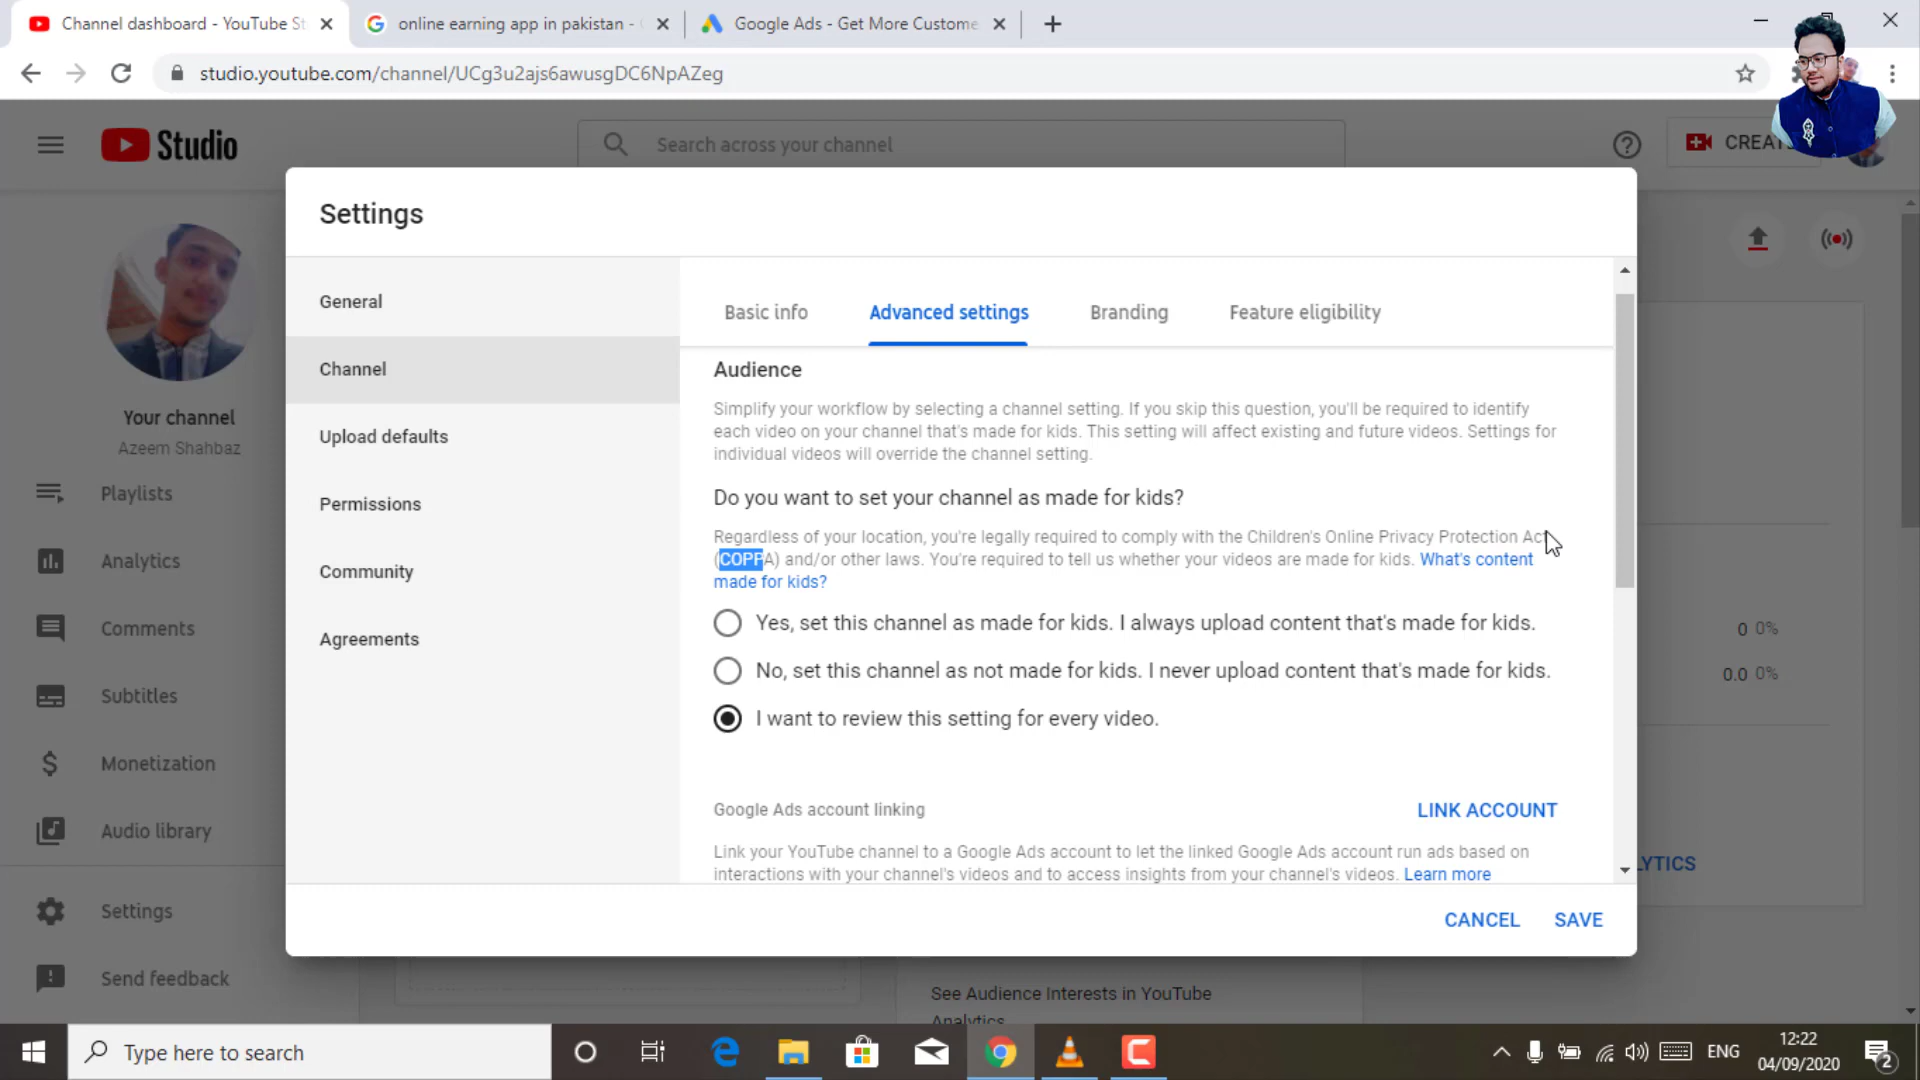 Channel dashboard - YouTube St
online earning app in pakistan -
Google Ads - Get More Custome
studio.youtube.com/channel/UCg3u2ajs6awusgDC6NpAZeg
Studio
Search across your channel
CREAT
Settings
General
Channel
Upload defaults
Permissions
Community
Agreements
Basic info
Advanced settings
Branding
Feature eligibility
Audience
Simplify your workflow by selecting a channel setting. If you skip this question, you'll be required to identify
each video on your channel that's made for kids. This setting will affect existing and future videos. Settings for
individual videos will override the channel setting.
Do you want to set your channel as made for kids?
Regardless of your location, you're legally required to comply with the Children's Online Privacy Protection Act
(COPPA) and/or other laws. You're required to tell us whether your videos are made for kids. What's content
made for kids?
Yes, set this channel as made for kids. I always upload content that's made for kids.
No, set this channel as not made for kids. I never upload content that's made for kids.
I want to review this setting for every video.
Google Ads account linking
LINK ACCOUNT
Link your YouTube channel to a Google Ads account to let the linked Google Ads account run ads based on
interactions with your channel's videos and to access insights from your channel's videos. Learn more
CANCEL
SAVE
Your channel
Azeem Shahbaz
Playlists
Analytics
Comments
Subtitles
Monetization
Audio library
Settings
Send feedback
0 0%
0.0 0%
LYTICS
See Audience Interests in YouTube
Analytics
Type here to search
ENG
12:22
04/09/2020
2